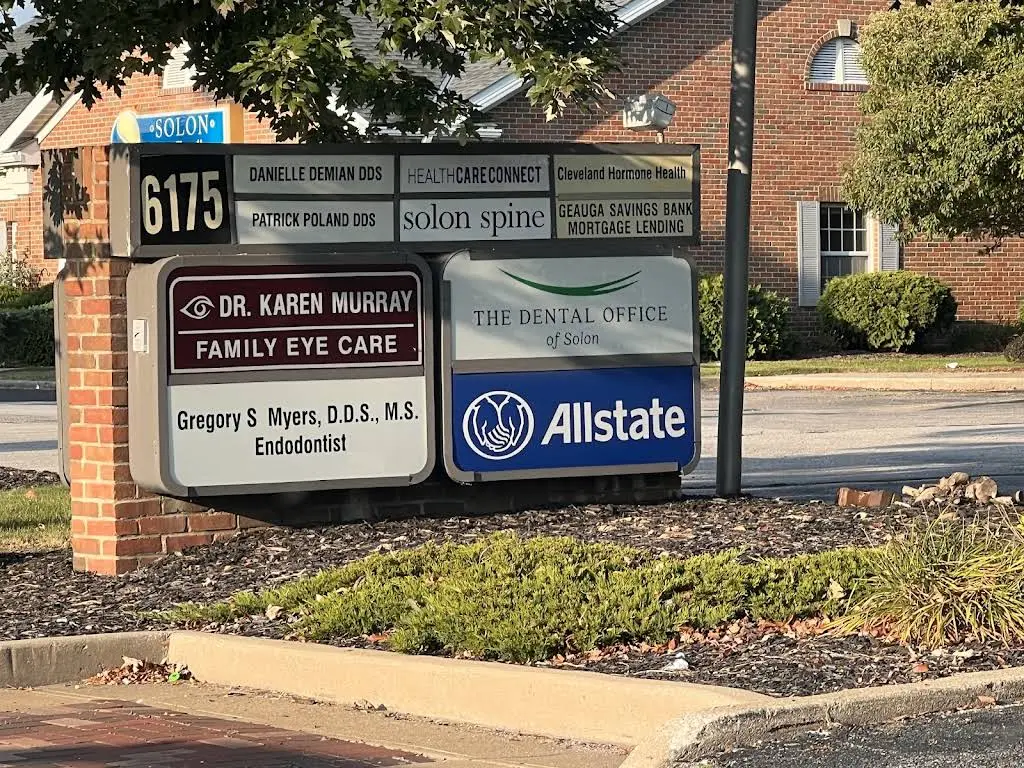 SOLON
6175
DANIELLE DEMIAN DDS
PATRICK POLAND DDS
HEALTHCARECONNECT
solon spine
Cleveland Hormone Health
GEAUGA SAVINGS BANK
MORTGAGE LENDING
DR. KAREN MURRAY
FAMILY EYE CARE
Gregory S Myers, D.D.S., M.S.
Endodontist
THE DENTAL OFFICE
of Solon
Allstate